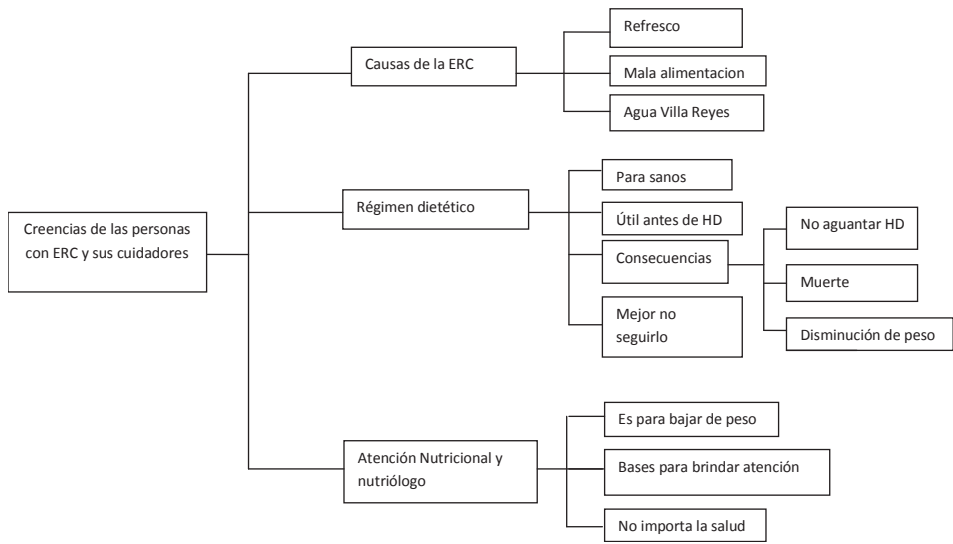 Creencias de las personas
con ERC y sus cuidadores
Causas de la ERC
Refresco
Mala alimentacion
Agua Villa Reyes
Régimen dietético
Para sanos
Útil antes de HD
Consecuencias
No aguantar HD
Muerte
Disminución de peso
Mejor no
seguirlo
Atención Nutricional y
nutriólogo
Es para bajar de peso
Bases para brindar atención
No importa la salud